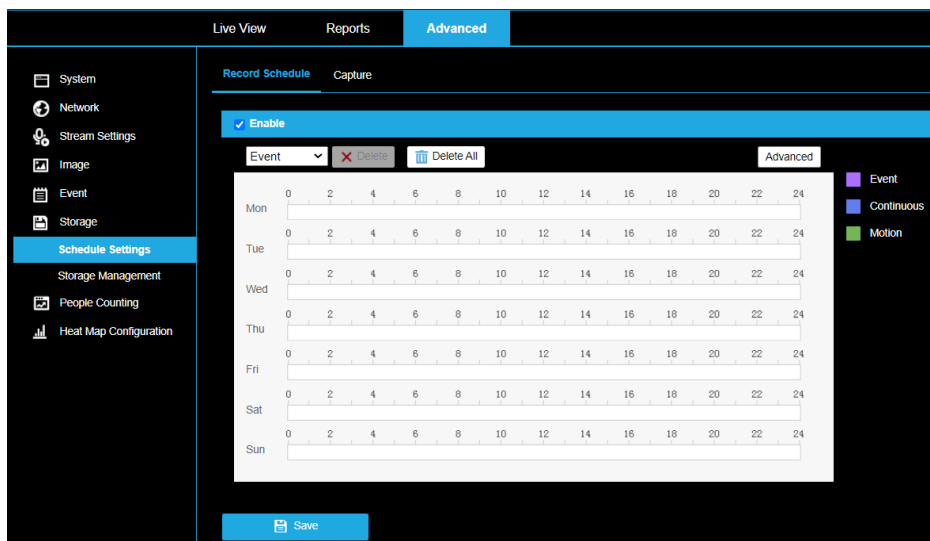 Live View Reports Advanced
Record Schedule Capture
System
Network
Stream Settings
Image
Event
Storage
Schedule Settings
Storage Management
People Counting
Heat Map Configuration
Enable
Event Delete Delete All Advanced
0 2 4 6 8 10 12 14 16 18 20 22 24
Mon
0 2 4 6 8 10 12 14 16 18 20 22 24
Tue
0 2 4 6 8 10 12 14 16 18 20 22 24
Wed
0 2 4 6 8 10 12 14 16 18 20 22 24
Thu
0 2 4 6 8 10 12 14 16 18 20 22 24
Fri
0 2 4 6 8 10 12 14 16 18 20 22 24
Sat
0 2 4 6 8 10 12 14 16 18 20 22 24
Sun
Event
Continuous
Motion
Save